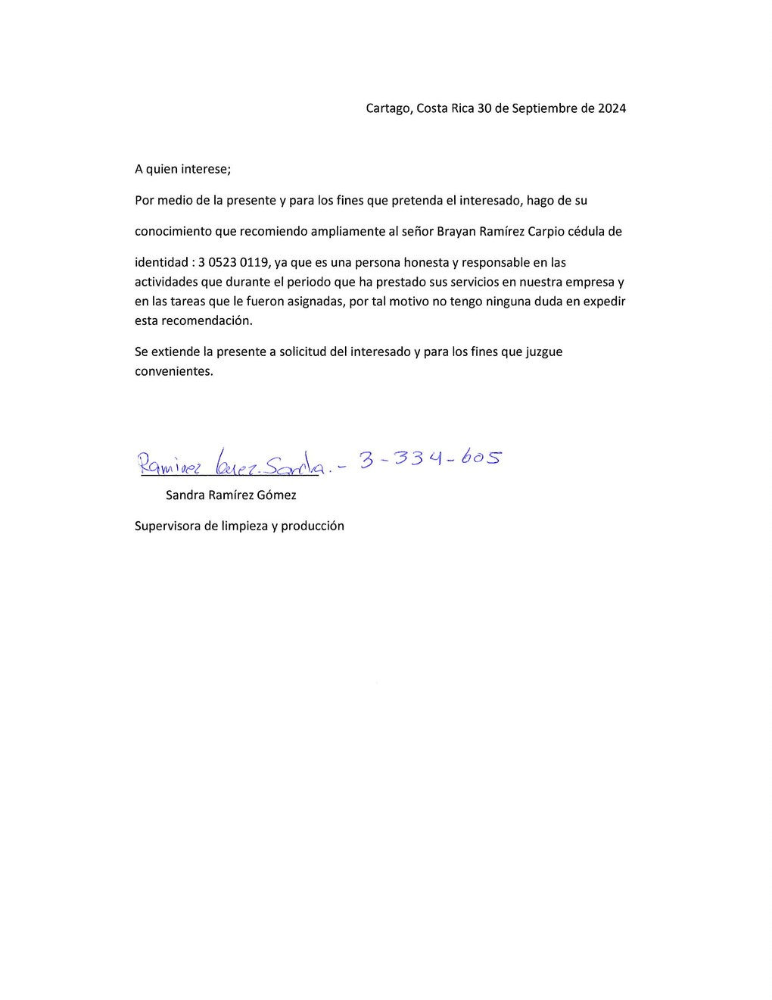 Cartago, Costa Rica 30 de Septiembre de 2024
A quien interese;
Por medio de la presente y para los fines que pretenda el interesado, hago de su
conocimiento que recomiendo ampliamente al señor Brayan Ramírez Carpio cédula de
identidad : 3 0523 0119, ya que es una persona honesta y responsable en las
actividades que durante el periodo que ha prestado sus servicios en nuestra empresa y
en las tareas que le fueron asignadas, por tal motivo no tengo ninguna duda en expedir
esta recomendación.
Se extiende la presente a solicitud del interesado y para los fines que juzgue
convenientes.
Ramirez Sandra. - 3-334-605
Sandra Ramírez Gómez
Supervisora de limpieza y producción